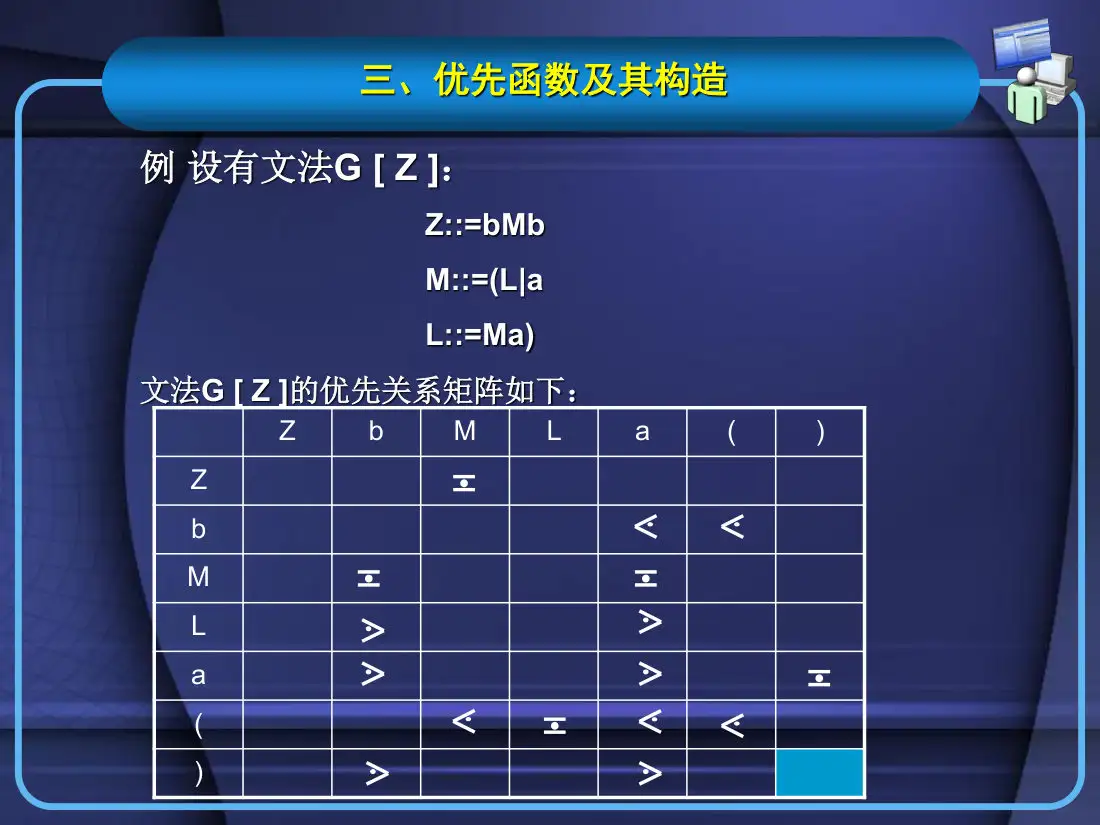 三、优先函数及其构造
例 设有文法G [ Z ]：
Z::=bMb
M::=(L|a
L::=Ma)
文法G [ Z ]的优先关系矩阵如下：
Z b M L a ( )
Z ≐
b ⋖ ⋖
M ≐ ≐
L ⋗ ⋗
a ⋗ ⋗ ≐
( ⋖ ≐ ⋖ ⋖
) ⋗ ⋗